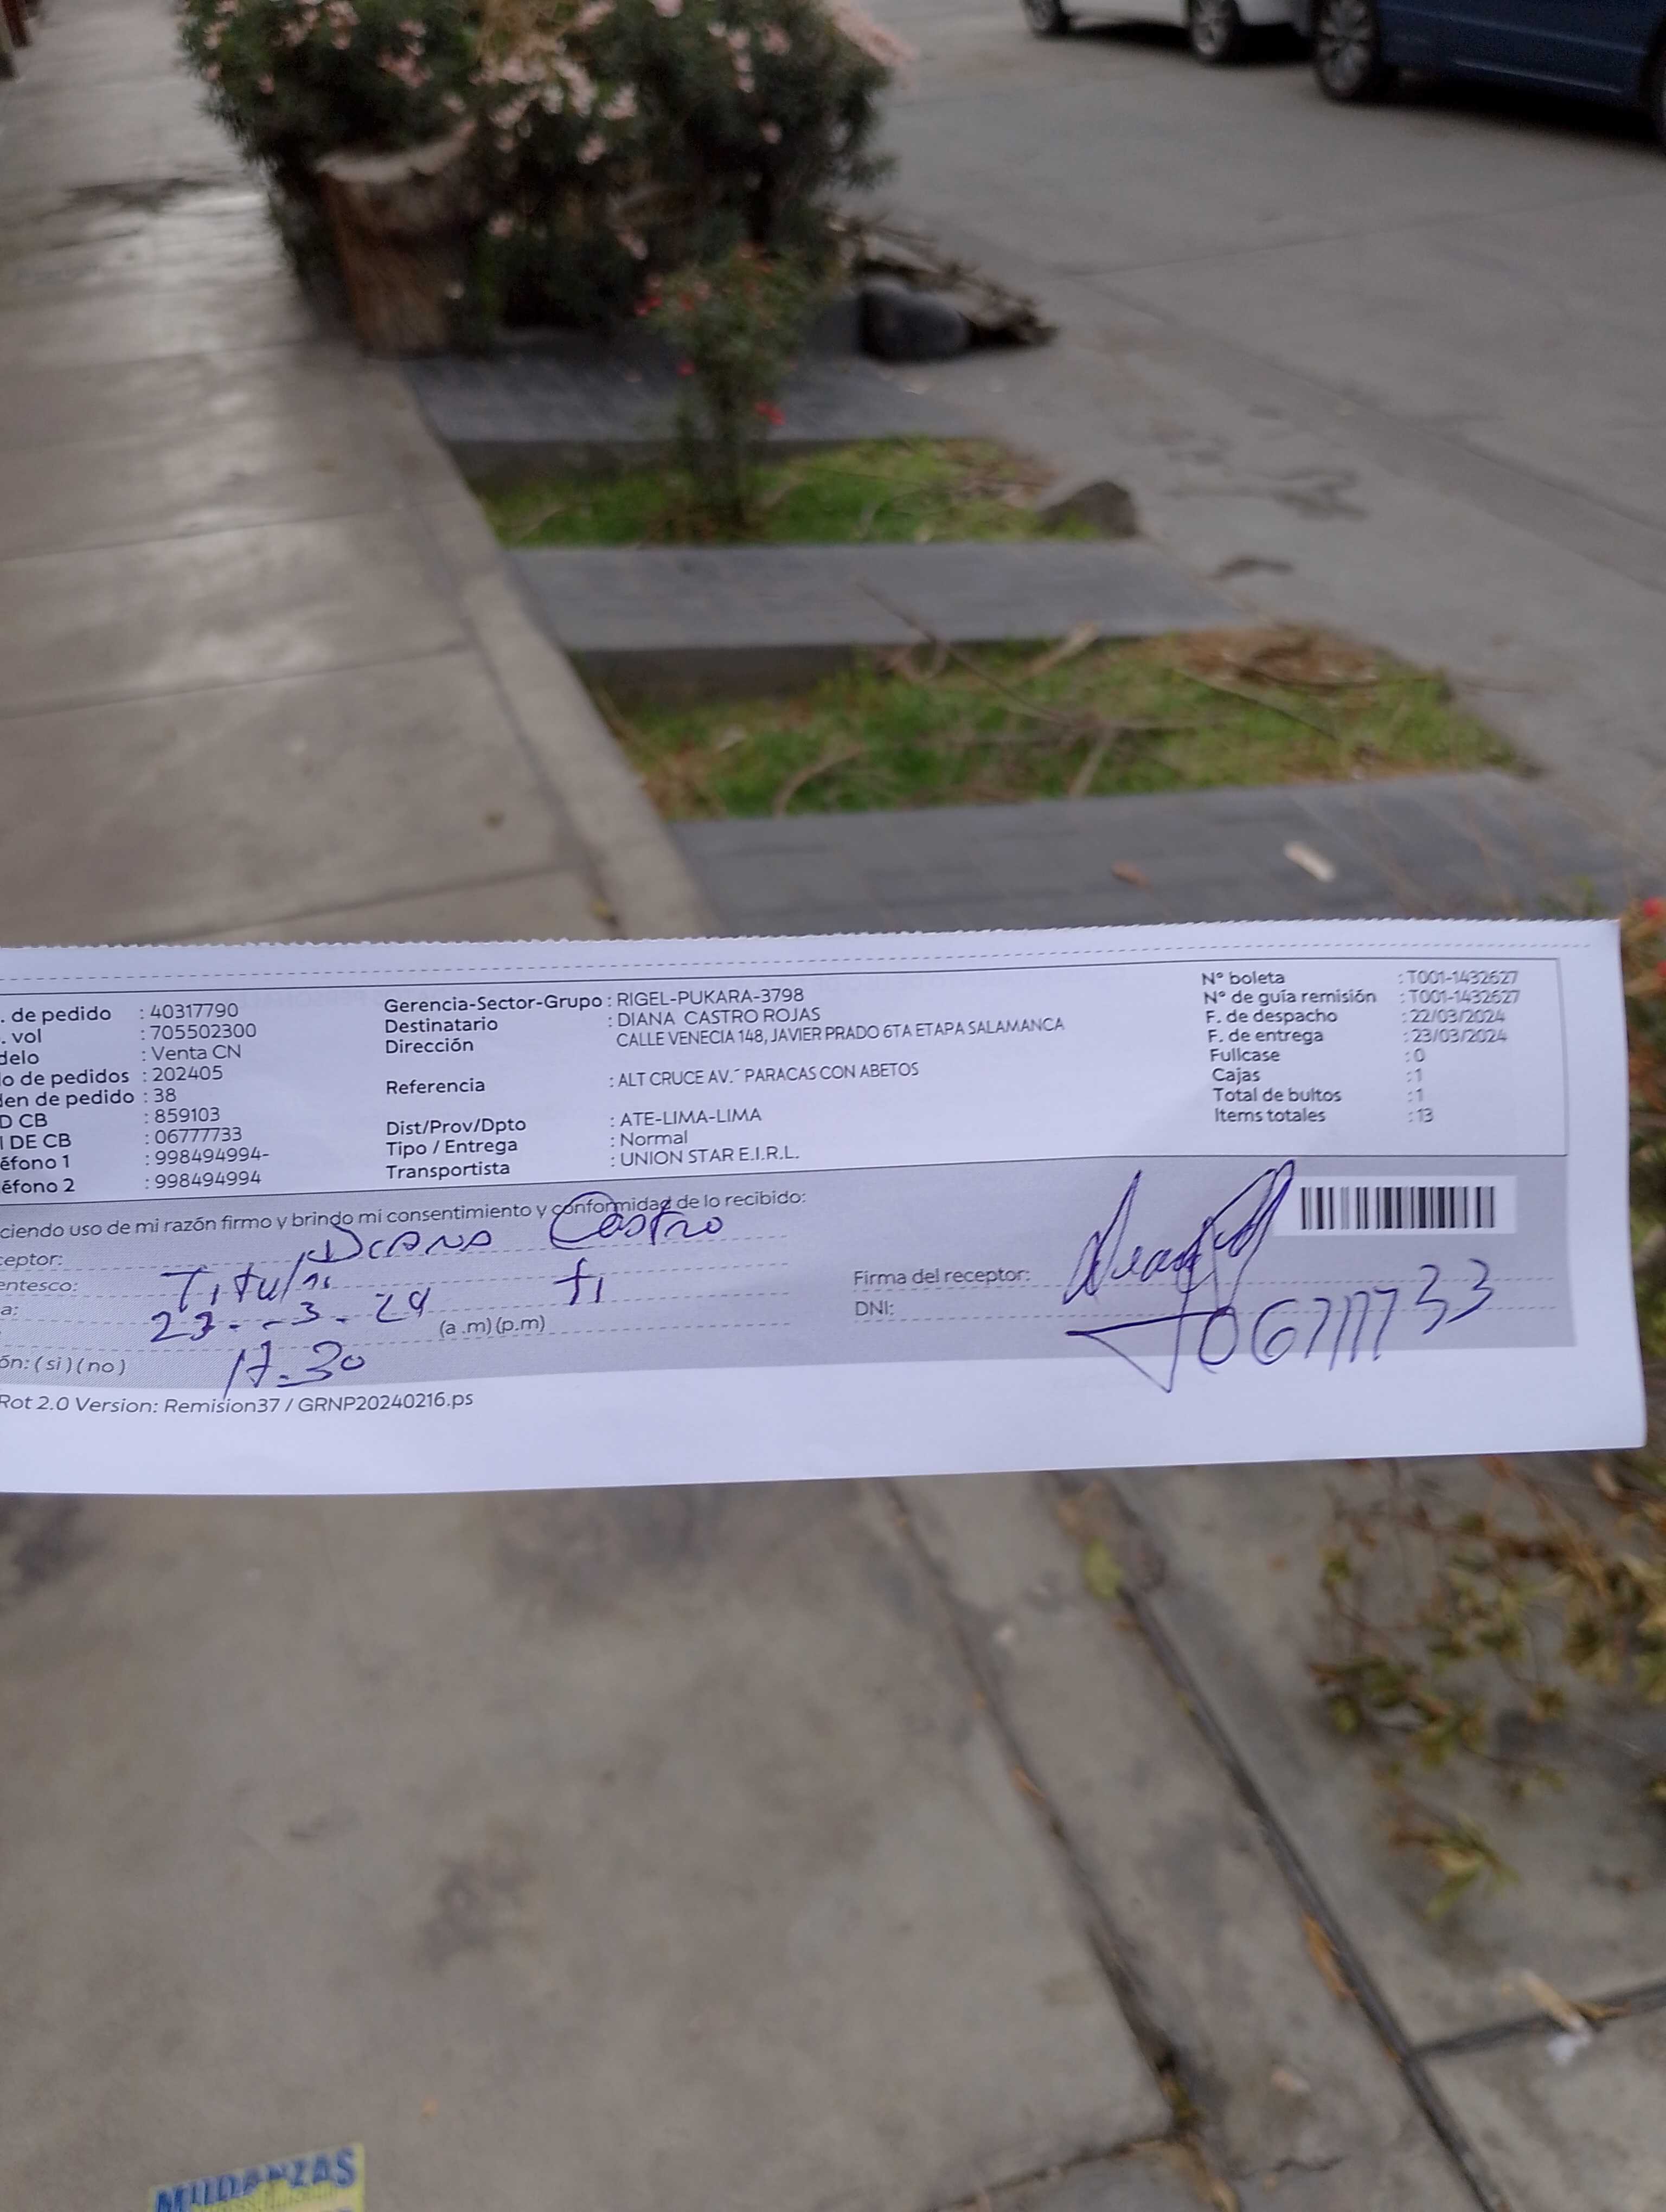 . de pedido : 40317790
. vol : 705502300
delo : Venta CN
o de pedidos : 202405
den de pedido : 38
D CB : 859103
I DE CB : 06777733
éfono 1 : 998494994-
éfono 2 : 998494994
Gerencia-Sector-Grupo : RIGEL-PUKARA-3798
Destinatario : DIANA CASTRO ROJAS
Dirección CALLE VENECIA 148, JAVIER PRADO 6TA ETAPA SALAMANCA
Referencia : ALT CRUCE AV.¨ PARACAS CON ABETOS
Dist/Prov/Dpto : ATE-LIMA-LIMA
Tipo / Entrega : Normal
Transportista : UNION STAR E.I.R.L.
N° boleta : T001-1432627
N° de guía remisión : T001-1432627
F. de despacho : 22/03/2024
F. de entrega : 23/03/2024
Fullcase : 0
Cajas : 1
Total de bultos : 1
Items totales : 13
ciendo uso de mi razón firmo y brindo mi consentimiento y conformidad de lo recibido:
ceptor: Diana Castro
entesco: Titular
a: 23-3-24
(a.m) (p.m)
ón: (si) (no) 17-30
Firma del receptor:
DNI: 06777733
Rot 2.0 Version: Remision37 / GRNP20240216.ps
MUDANZAS